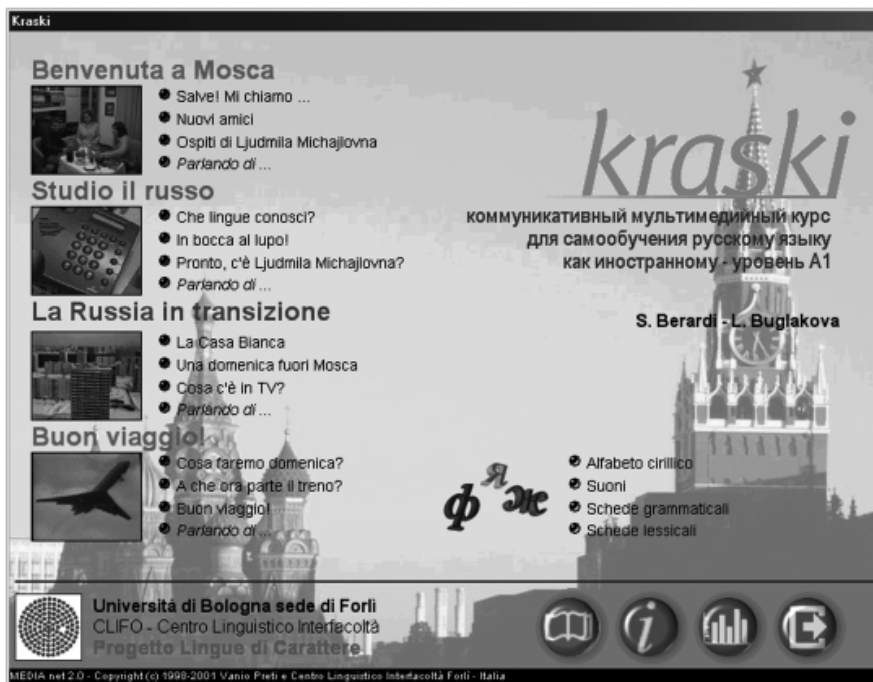 Kraski
Benvenuta a Mosca
Salve! Mi chiamo ...
Nuovi amici
Ospiti di Ljudmila Michajlovna
Parlando di ...
Studio il russo
Che lingue conosci?
In bocca al lupo!
Pronto, c'è Ljudmila Michajlovna?
Parlando di ...
La Russia in transizione
La Casa Bianca
Una domenica fuori Mosca
Cosa c'è in TV?
Parlando di ...
Buon viaggio!
Cosa faremo domenica?
A che ora parte il treno?
Buon viaggio!
Parlando di ...
kraski
коммуникативный мультимедийный курс
для самообучения русскому языку
как иностранному - уровень А1
S. Berardi - L. Buglakova
ф я ж
Alfabeto cirillico
Suoni
Schede grammaticali
Schede lessicali
Università di Bologna sede di Forlì
CLIFO - Centro Linguistico Interfacoltà
Progetto Lingue di Carattere
i
MEDIA net 2.0 - Copyright (c) 1998-2001 Vanio Preti e Centro Linguistico Interfacoltà Forlì - Italia